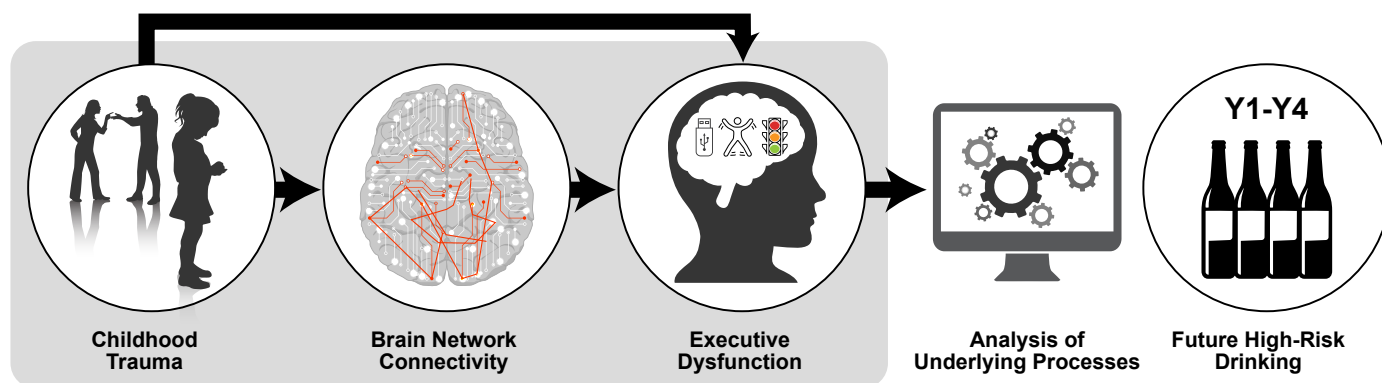 Y1-Y4
Childhood
Trauma
Brain Network
Connectivity
Executive
Dysfunction
Analysis of
Underlying Processes
Future High-Risk
Drinking